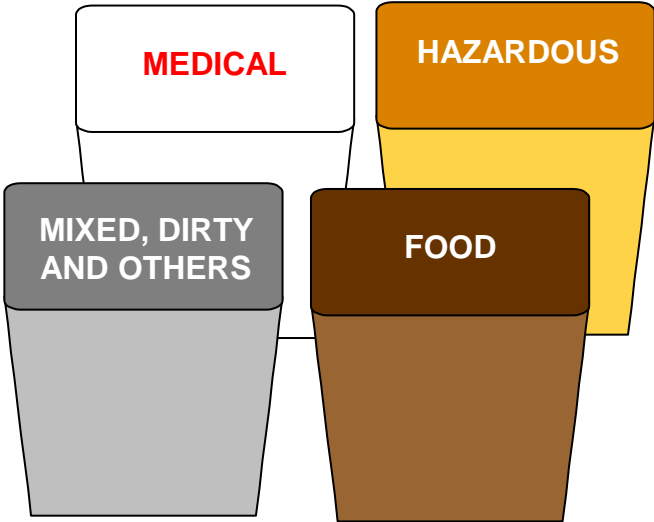 MEDICAL
HAZARDOUS
MIXED, DIRTY
AND OTHERS
FOOD